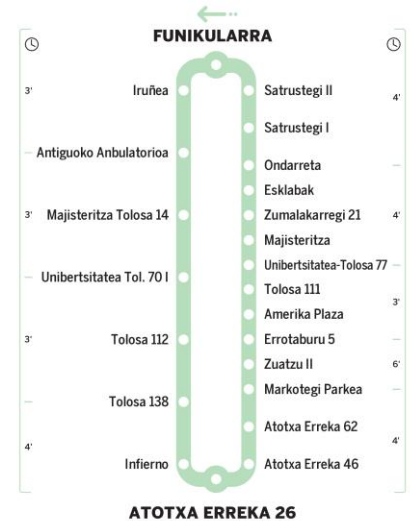 FUNIKULARRA
3'
Iruñea
Satrustegi II
4'
Satrustegi I
Antiguoko Anbulatorioa
Ondarreta
Esklabak
3'
Majisteritza Tolosa 14
Zumalakarregi 21
4'
Majisteritza
Unibertsitatea-Tolosa 77
Unibertsitatea Tol. 70 I
Tolosa 111
3'
Amerika Plaza
3'
Tolosa 112
Errotaburu 5
Zuatzu II
6'
Markotegi Parkea
Tolosa 138
Atotxa Erreka 62
4'
4'
Infierno
Atotxa Erreka 46
ATOTXA ERREKA 26